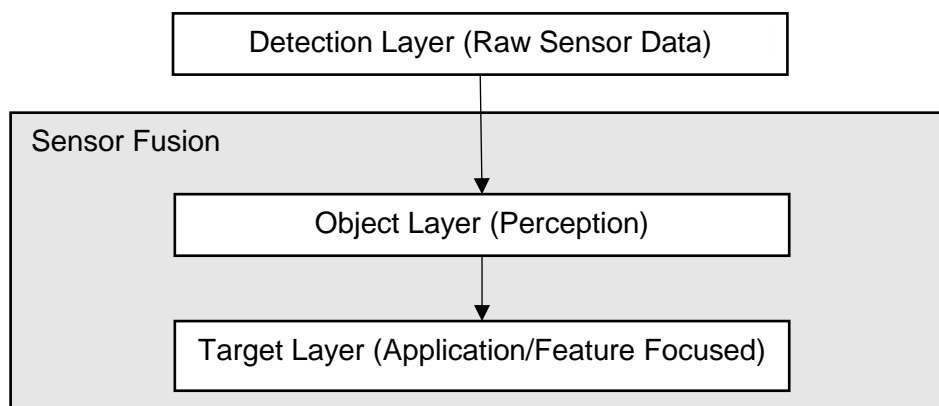 Detection Layer (Raw Sensor Data)
Sensor Fusion
Object Layer (Perception)
Target Layer (Application/Feature Focused)